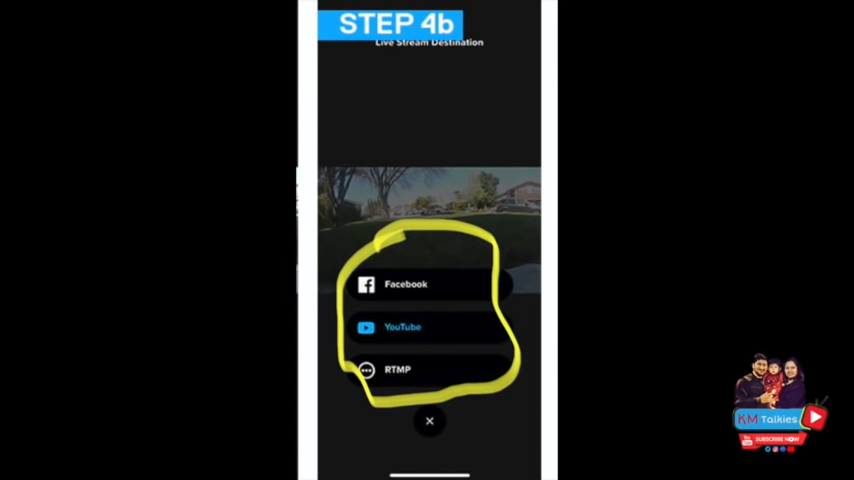 STEP 4b
Live Stream Destination
Facebook
YouTube
RTMP
KM Talkies
SUBSCRIBE NOW